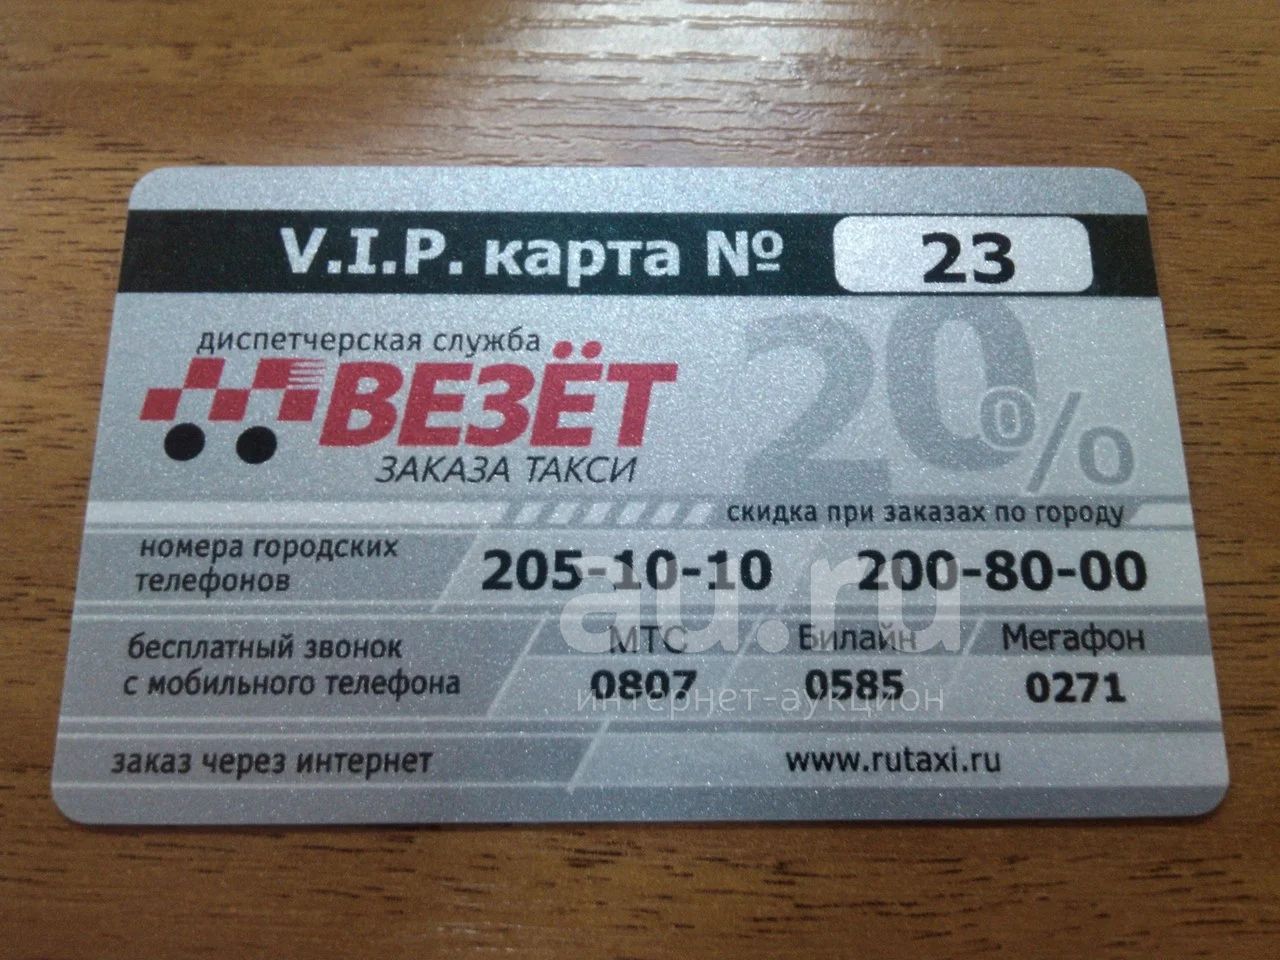 V.I.P. карта № 23
диспетчерская служба
ВЕЗЁТ
ЗАКАЗА ТАКСИ
20%
скидка при заказах по городу
номера городских
телефонов
205-10-10 200-80-00
au.ru
интернет-аукцион
бесплатный звонок
с мобильного телефона
МТС Билайн Мегафон
0807 0585 0271
заказ через интернет
www.rutaxi.ru